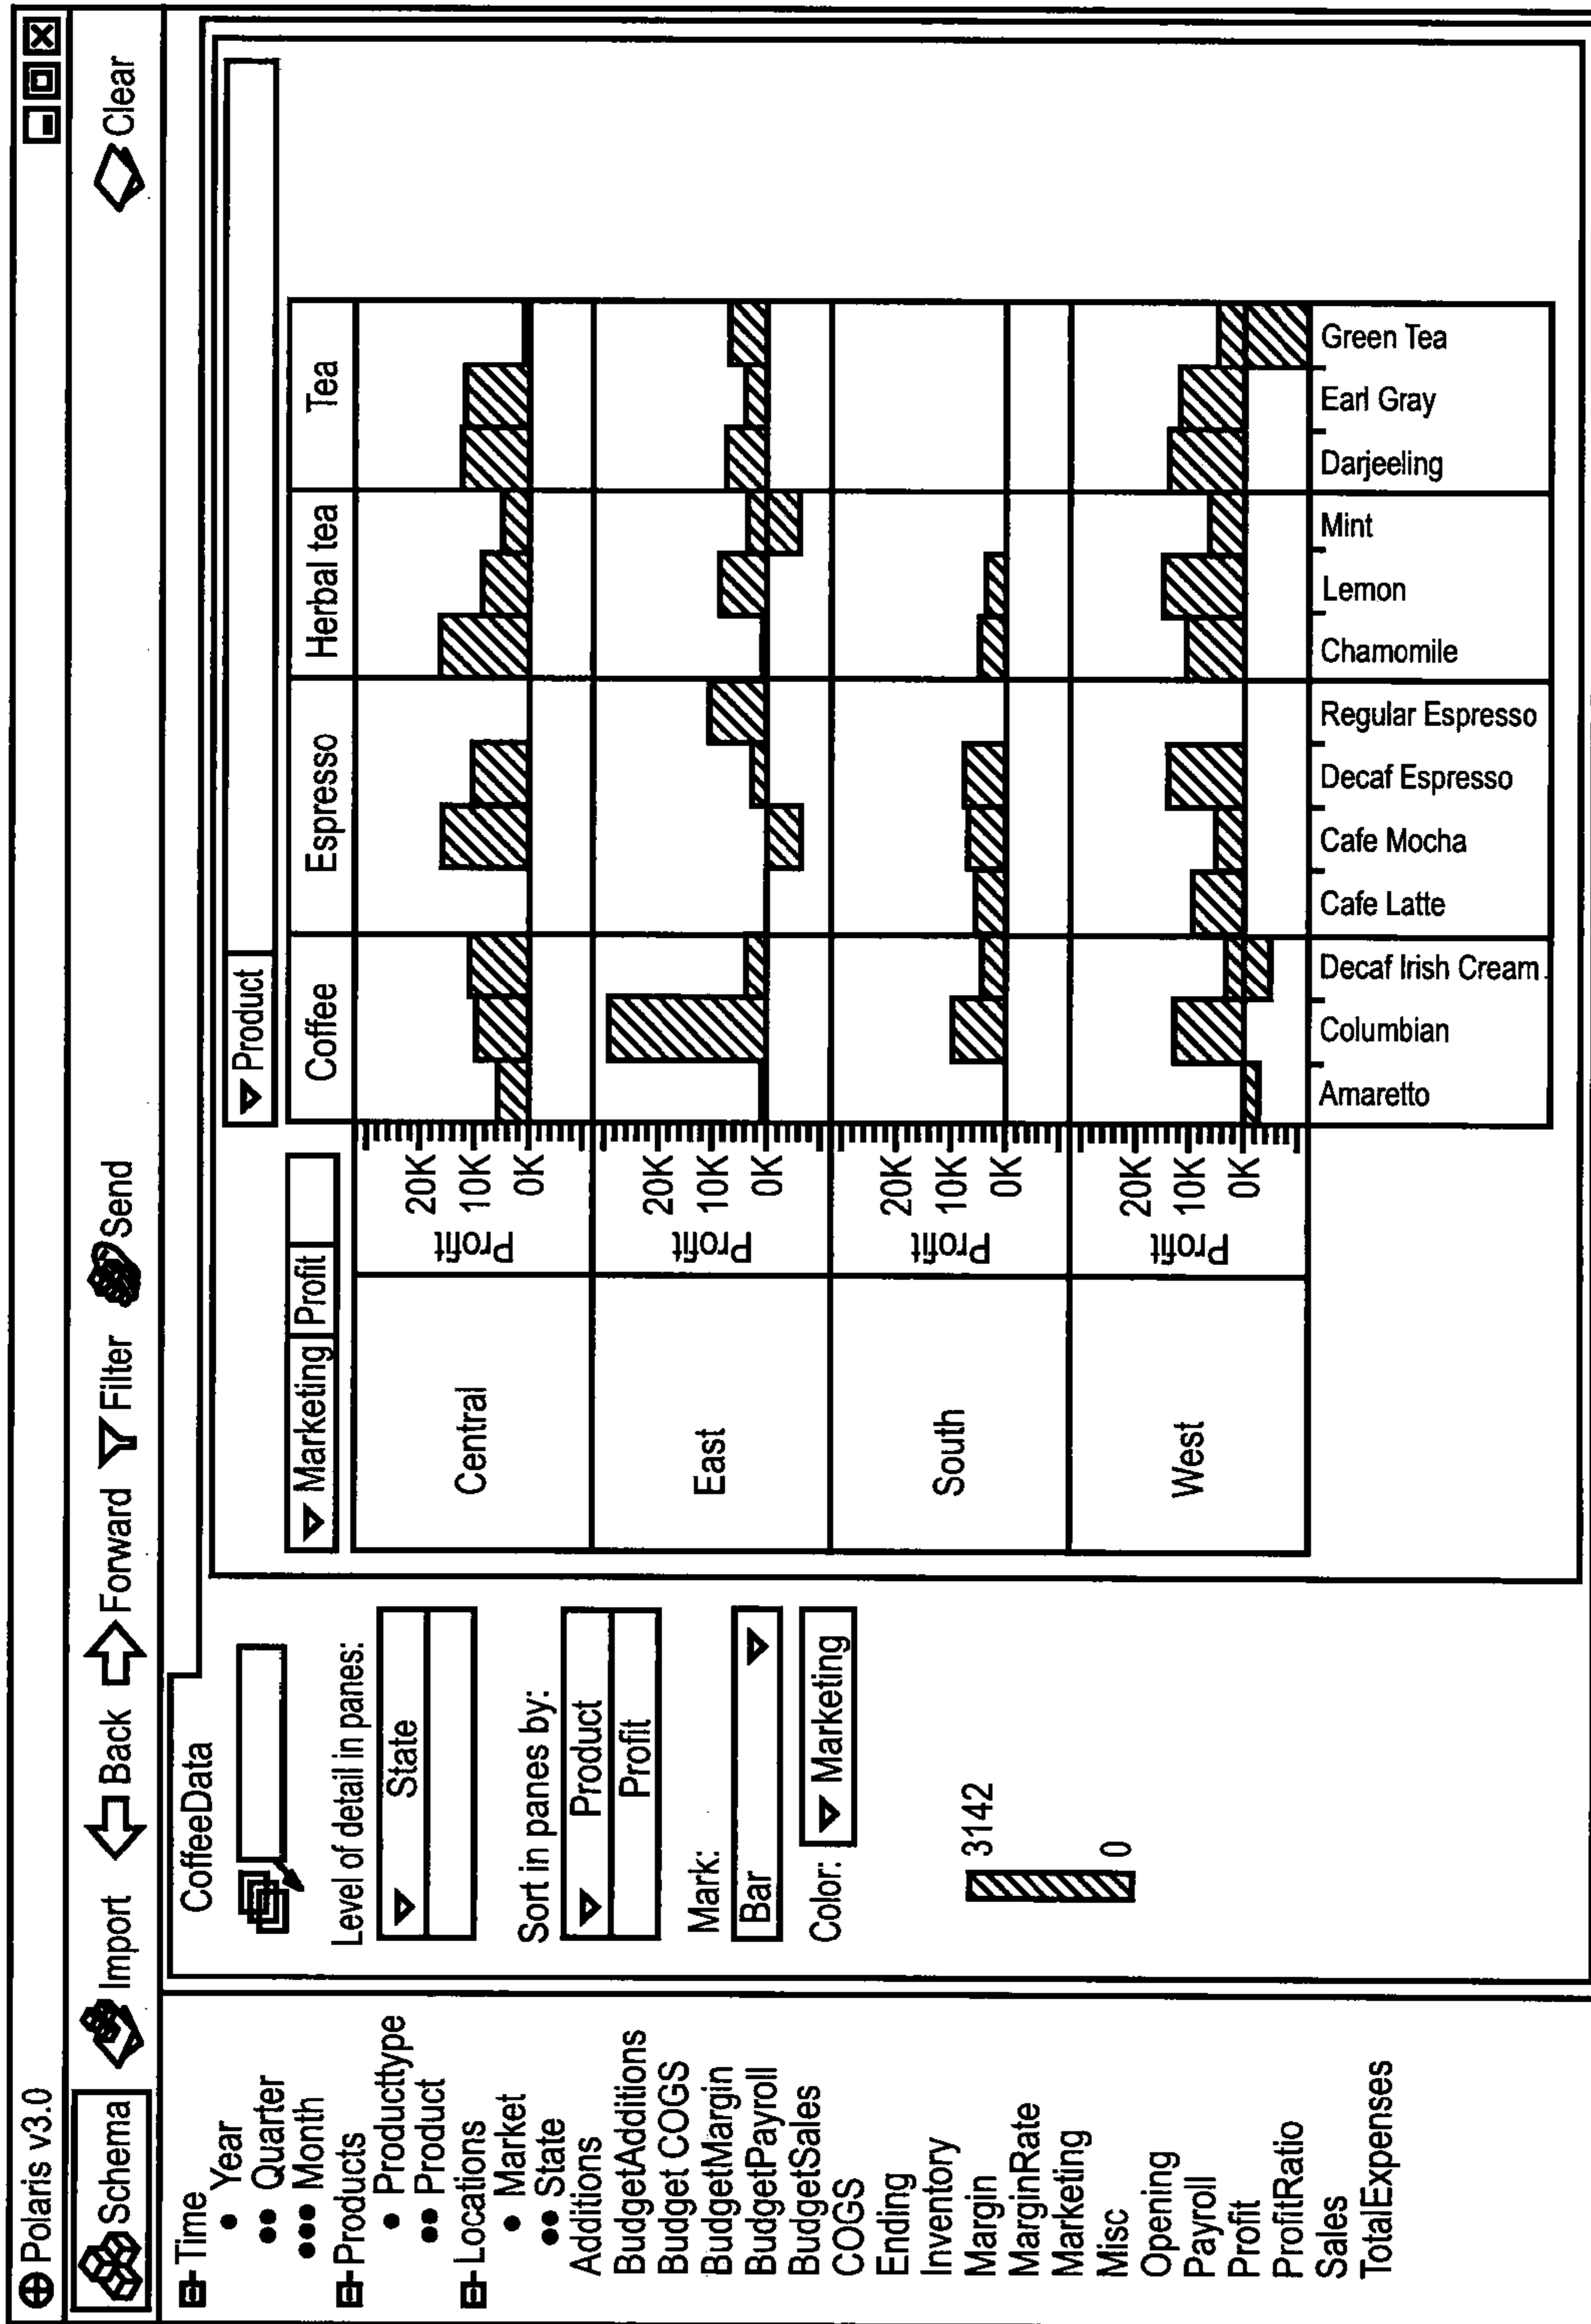 Polaris v3.0
Schema Import Back Forward Filter Send Clear
Time
Year
Quarter
Month
Products
Producttype
Product
Locations
Market
State
Additions
BudgetAdditions
Budget COGS
BudgetMargin
BudgetPayroll
BudgetSales
COGS
Ending
Inventory
Margin
MarginRate
Marketing
Misc
Opening
Payroll
Profit
ProfitRatio
Sales
TotalExpenses
CoffeeData
Level of detail in panes:
State
Sort in panes by:
Product
Profit
Mark:
Bar
Color: Marketing
3142
0
Product
Marketing Profit
Coffee Espresso Herbal tea Tea
Central
Profit
20K
10K
0K
East
Profit
20K
10K
0K
South
Profit
20K
10K
0K
West
Profit
20K
10K
0K
Amaretto
Columbian
Decaf Irish Cream
Cafe Latte
Cafe Mocha
Decaf Espresso
Regular Espresso
Chamomile
Lemon
Mint
Darjeeling
Earl Gray
Green Tea